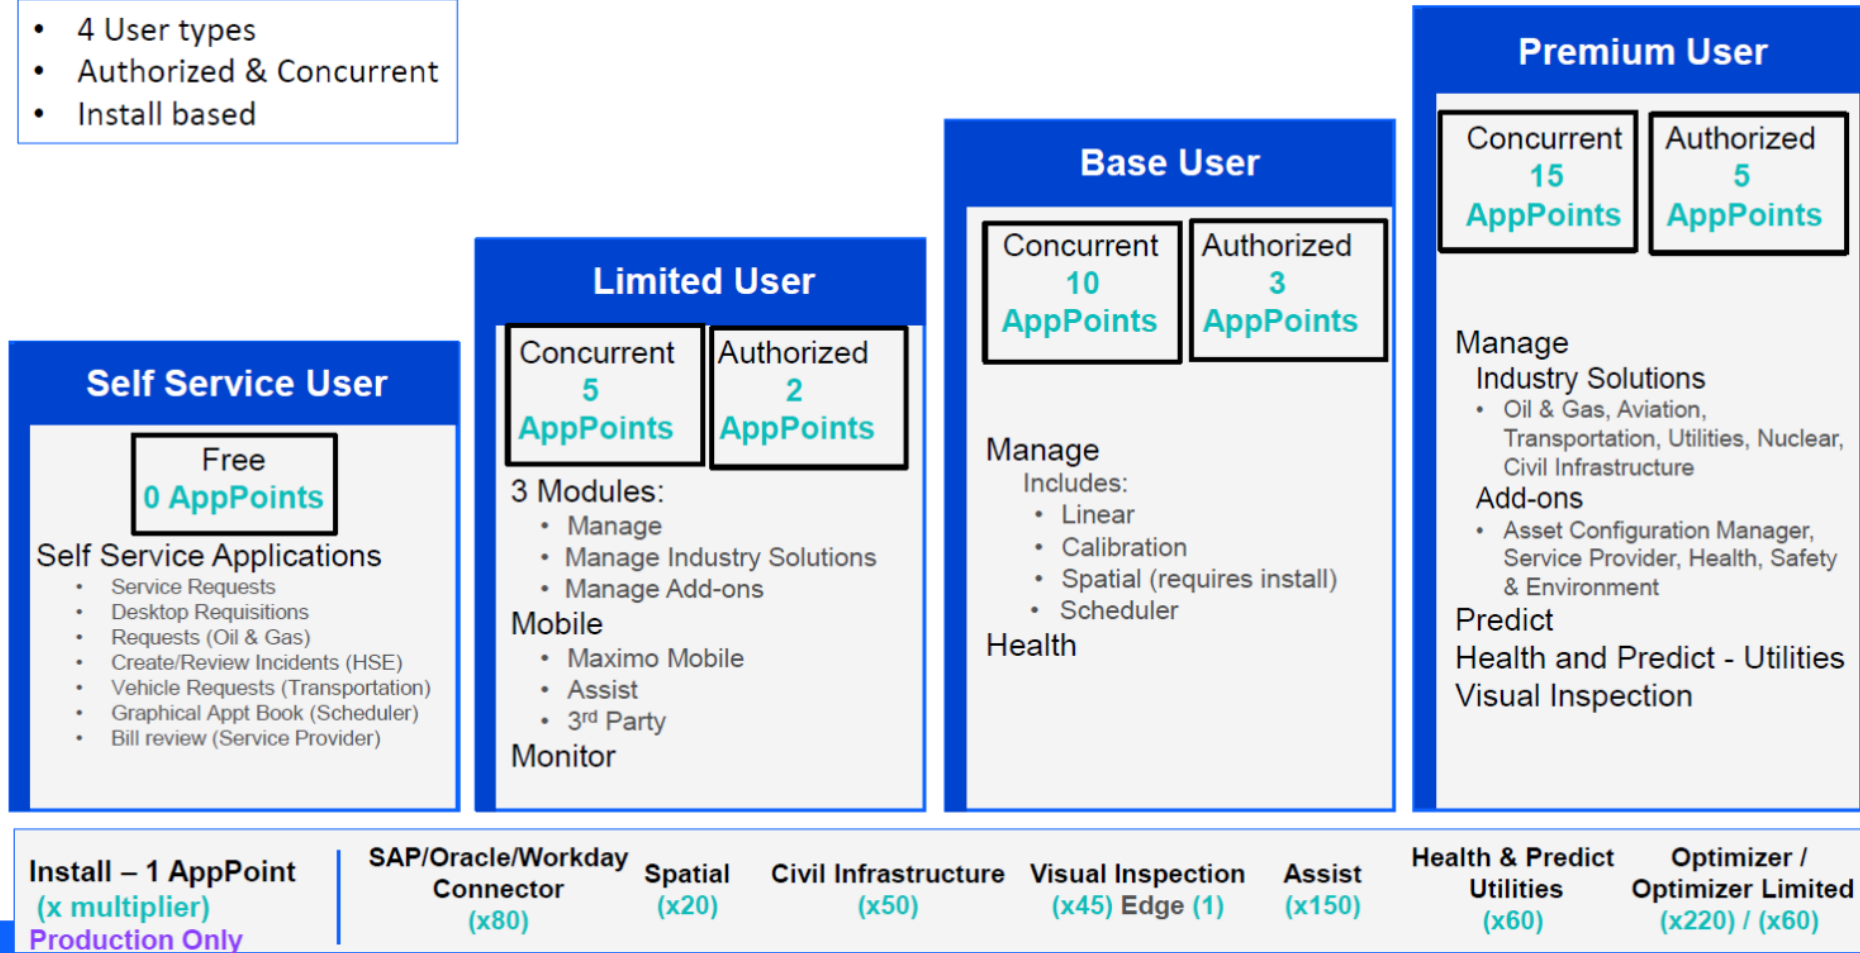 • 4 User types
• Authorized & Concurrent
• Install based
Self Service User
Free
0 AppPoints
Self Service Applications
• Service Requests
• Desktop Requisitions
• Requests (Oil & Gas)
• Create/Review Incidents (HSE)
• Vehicle Requests (Transportation)
• Graphical Appt Book (Scheduler)
• Bill review (Service Provider)
Limited User
Concurrent
5
AppPoints
Authorized
2
AppPoints
3 Modules:
• Manage
• Manage Industry Solutions
• Manage Add-ons
Mobile
• Maximo Mobile
• Assist
• 3rd Party
Monitor
Base User
Concurrent
10
AppPoints
Authorized
3
AppPoints
Manage
Includes:
• Linear
• Calibration
• Spatial (requires install)
• Scheduler
Health
Premium User
Concurrent
15
AppPoints
Authorized
5
AppPoints
Manage
Industry Solutions
• Oil & Gas, Aviation,
Transportation, Utilities, Nuclear,
Civil Infrastructure
Add-ons
• Asset Configuration Manager,
Service Provider, Health, Safety
& Environment
Predict
Health and Predict - Utilities
Visual Inspection
Install – 1 AppPoint
(x multiplier)
Production Only
SAP/Oracle/Workday
Connector
(x80)
Spatial
(x20)
Civil Infrastructure
(x50)
Visual Inspection
(x45) Edge (1)
Assist
(x150)
Health & Predict
Utilities
(x60)
Optimizer /
Optimizer Limited
(x220) / (x60)